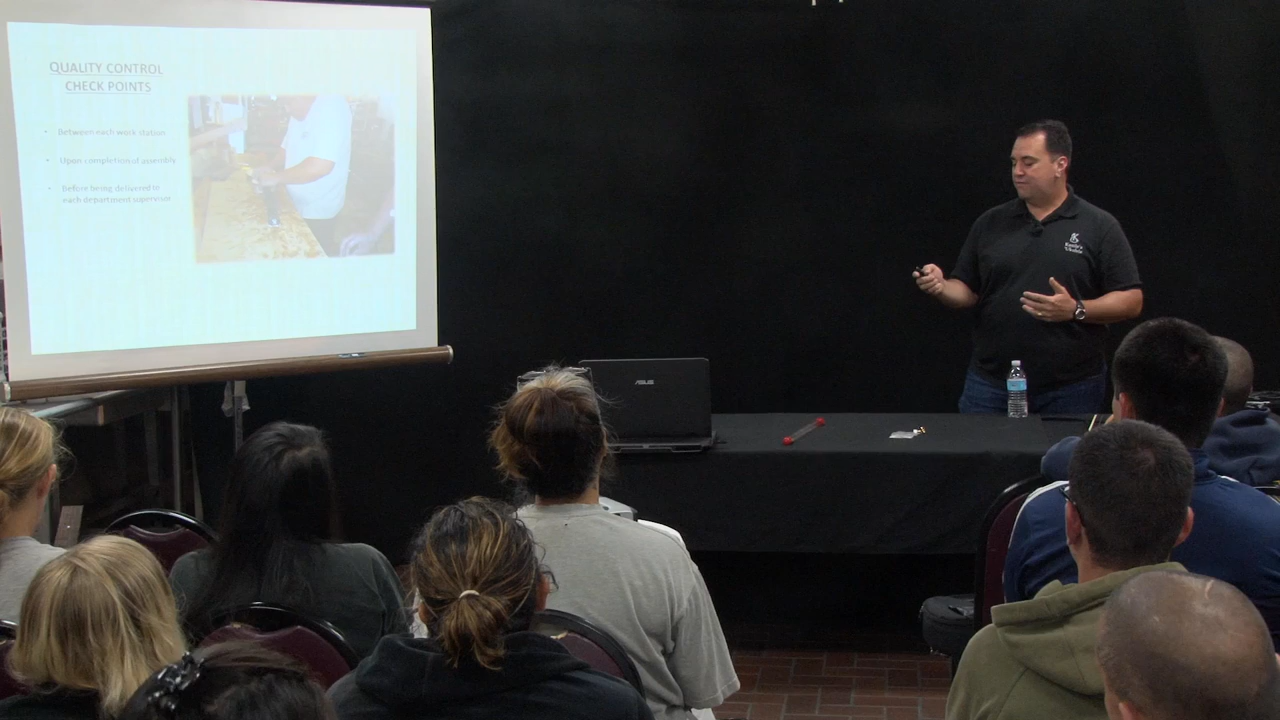 QUALITY CONTROL
CHECK POINTS
• Between each work station
• Upon completion of assembly
• Before being delivered to
each department supervisor
ASUS